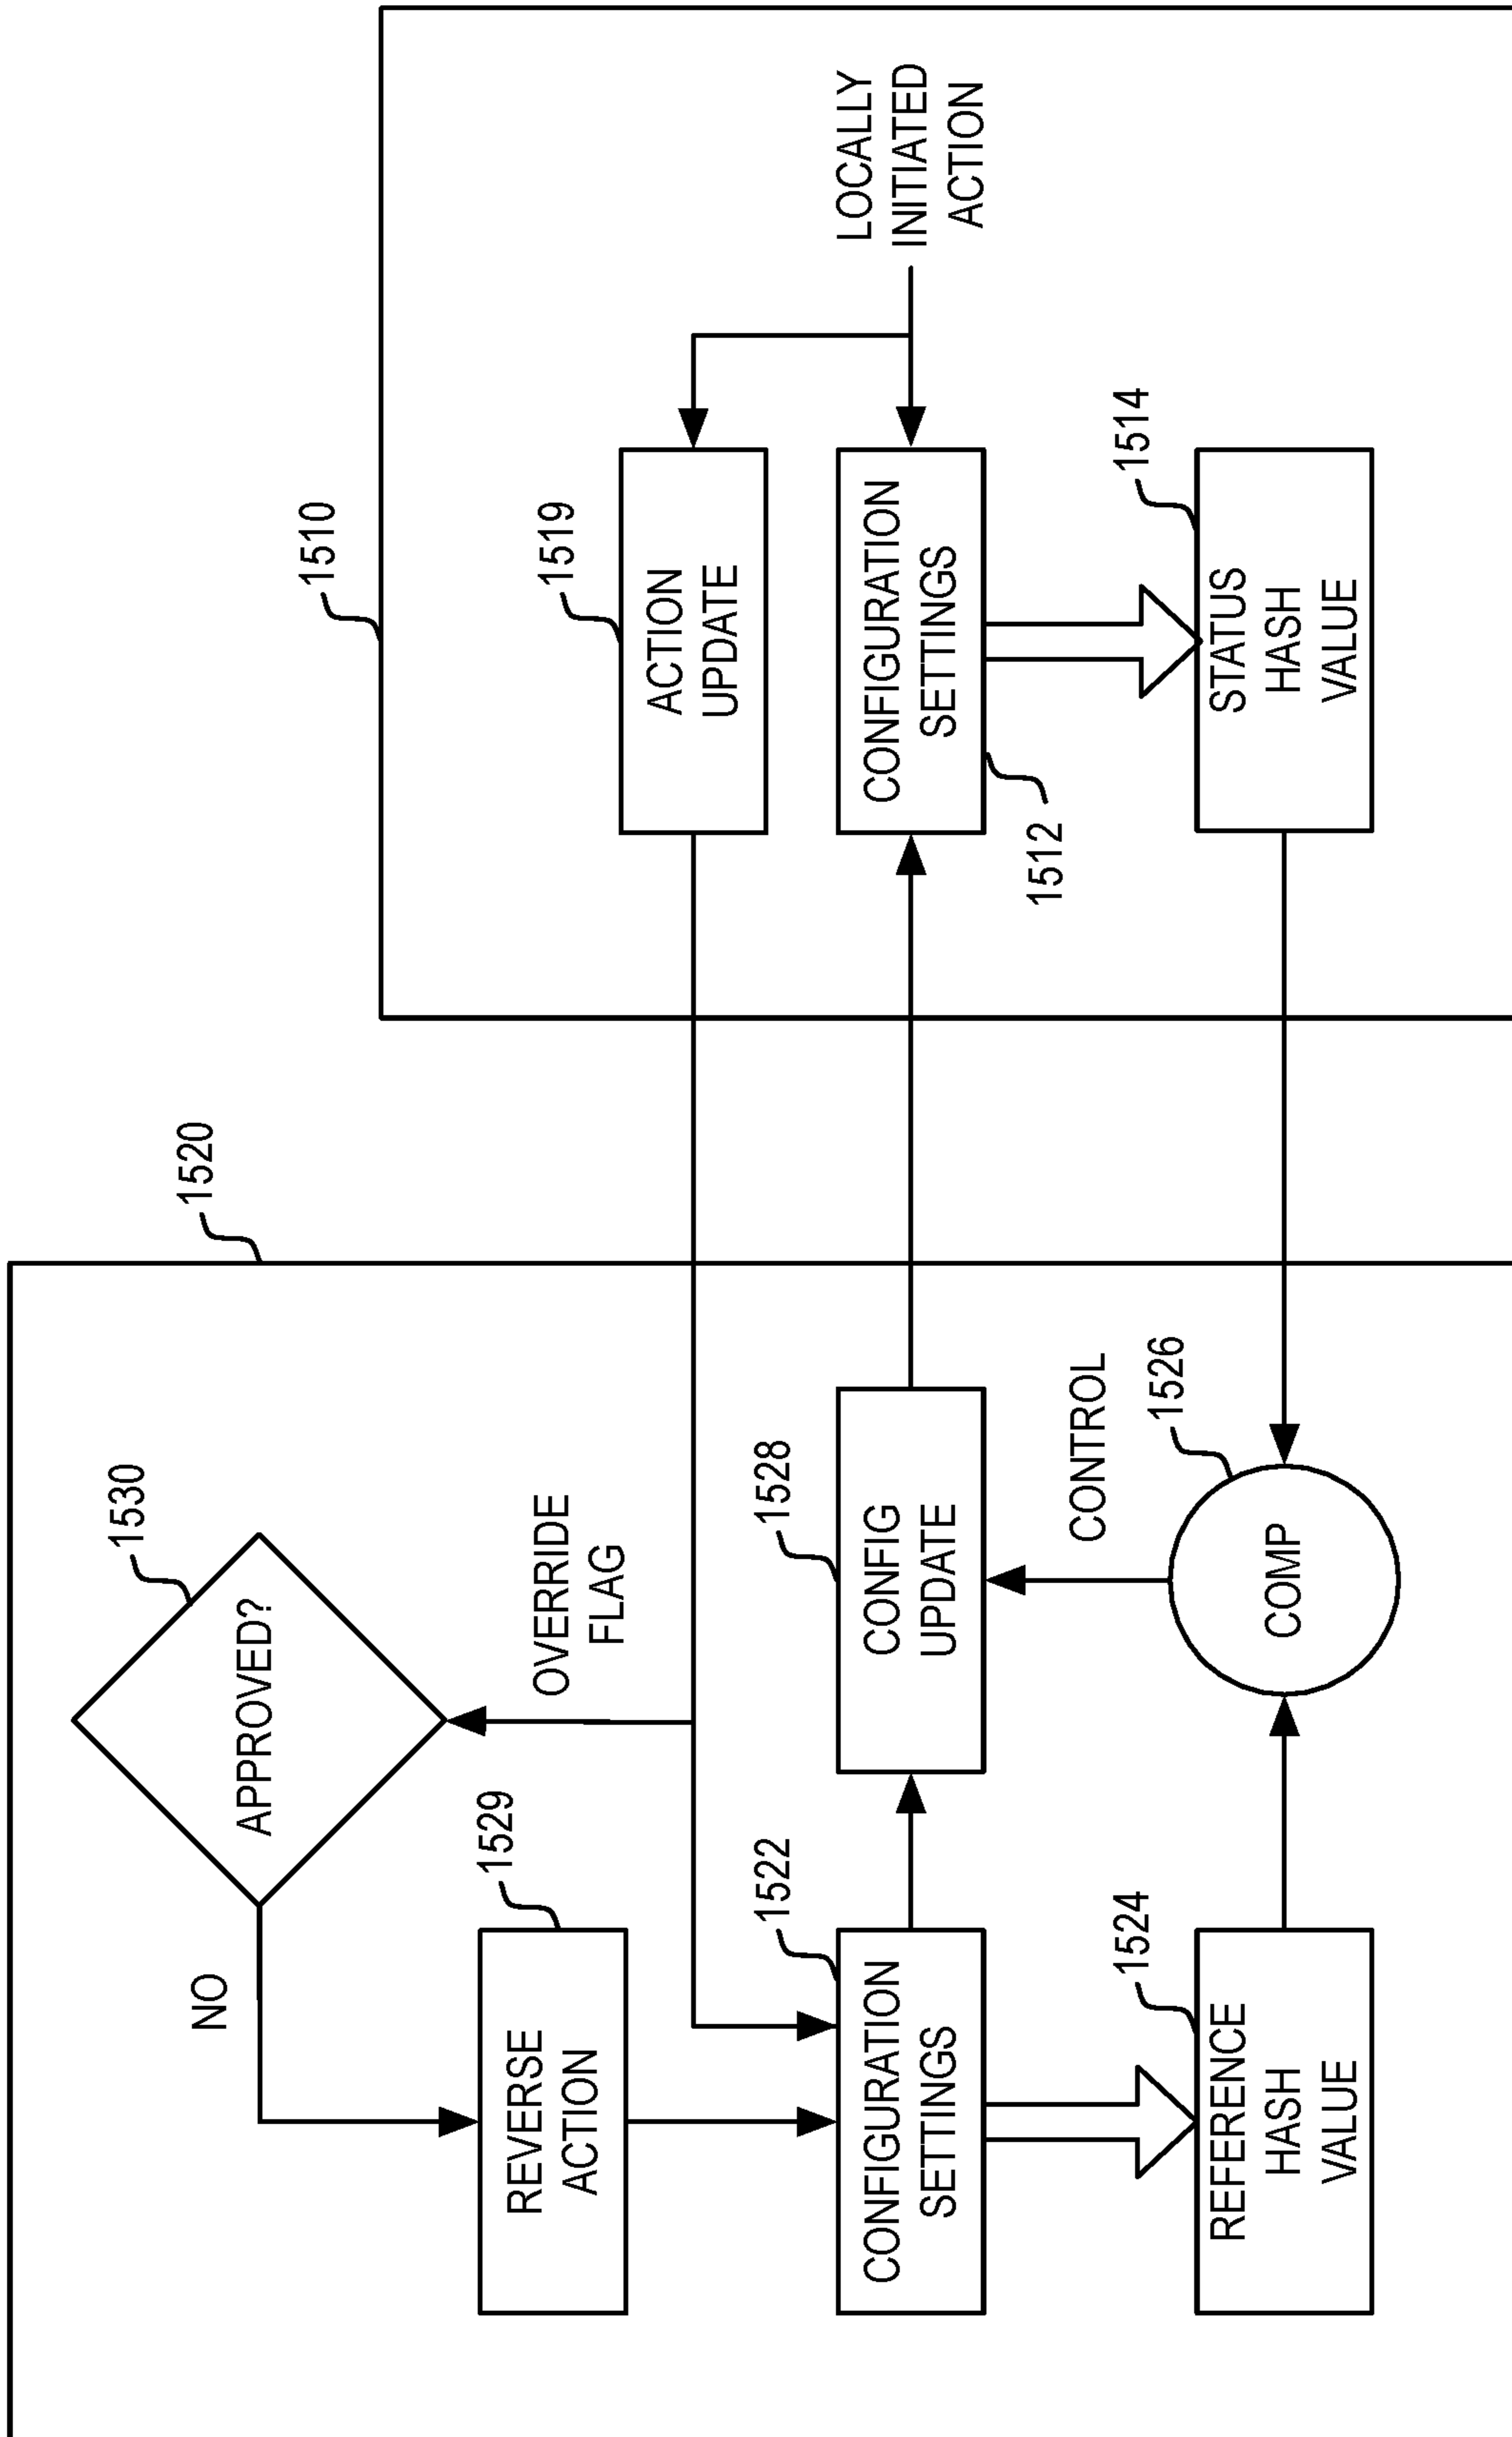 1520
1510
1530
APPROVED?
NO
1529
REVERSE
ACTION
OVERRIDE
FLAG
1519
ACTION
UPDATE
1522
CONFIGURATION
SETTINGS
1528
CONFIG
UPDATE
CONFIGURATION
SETTINGS
1512
LOCALLY
INITIATED
ACTION
1524
REFERENCE
HASH
VALUE
CONTROL
1526
COMP
1514
STATUS
HASH
VALUE